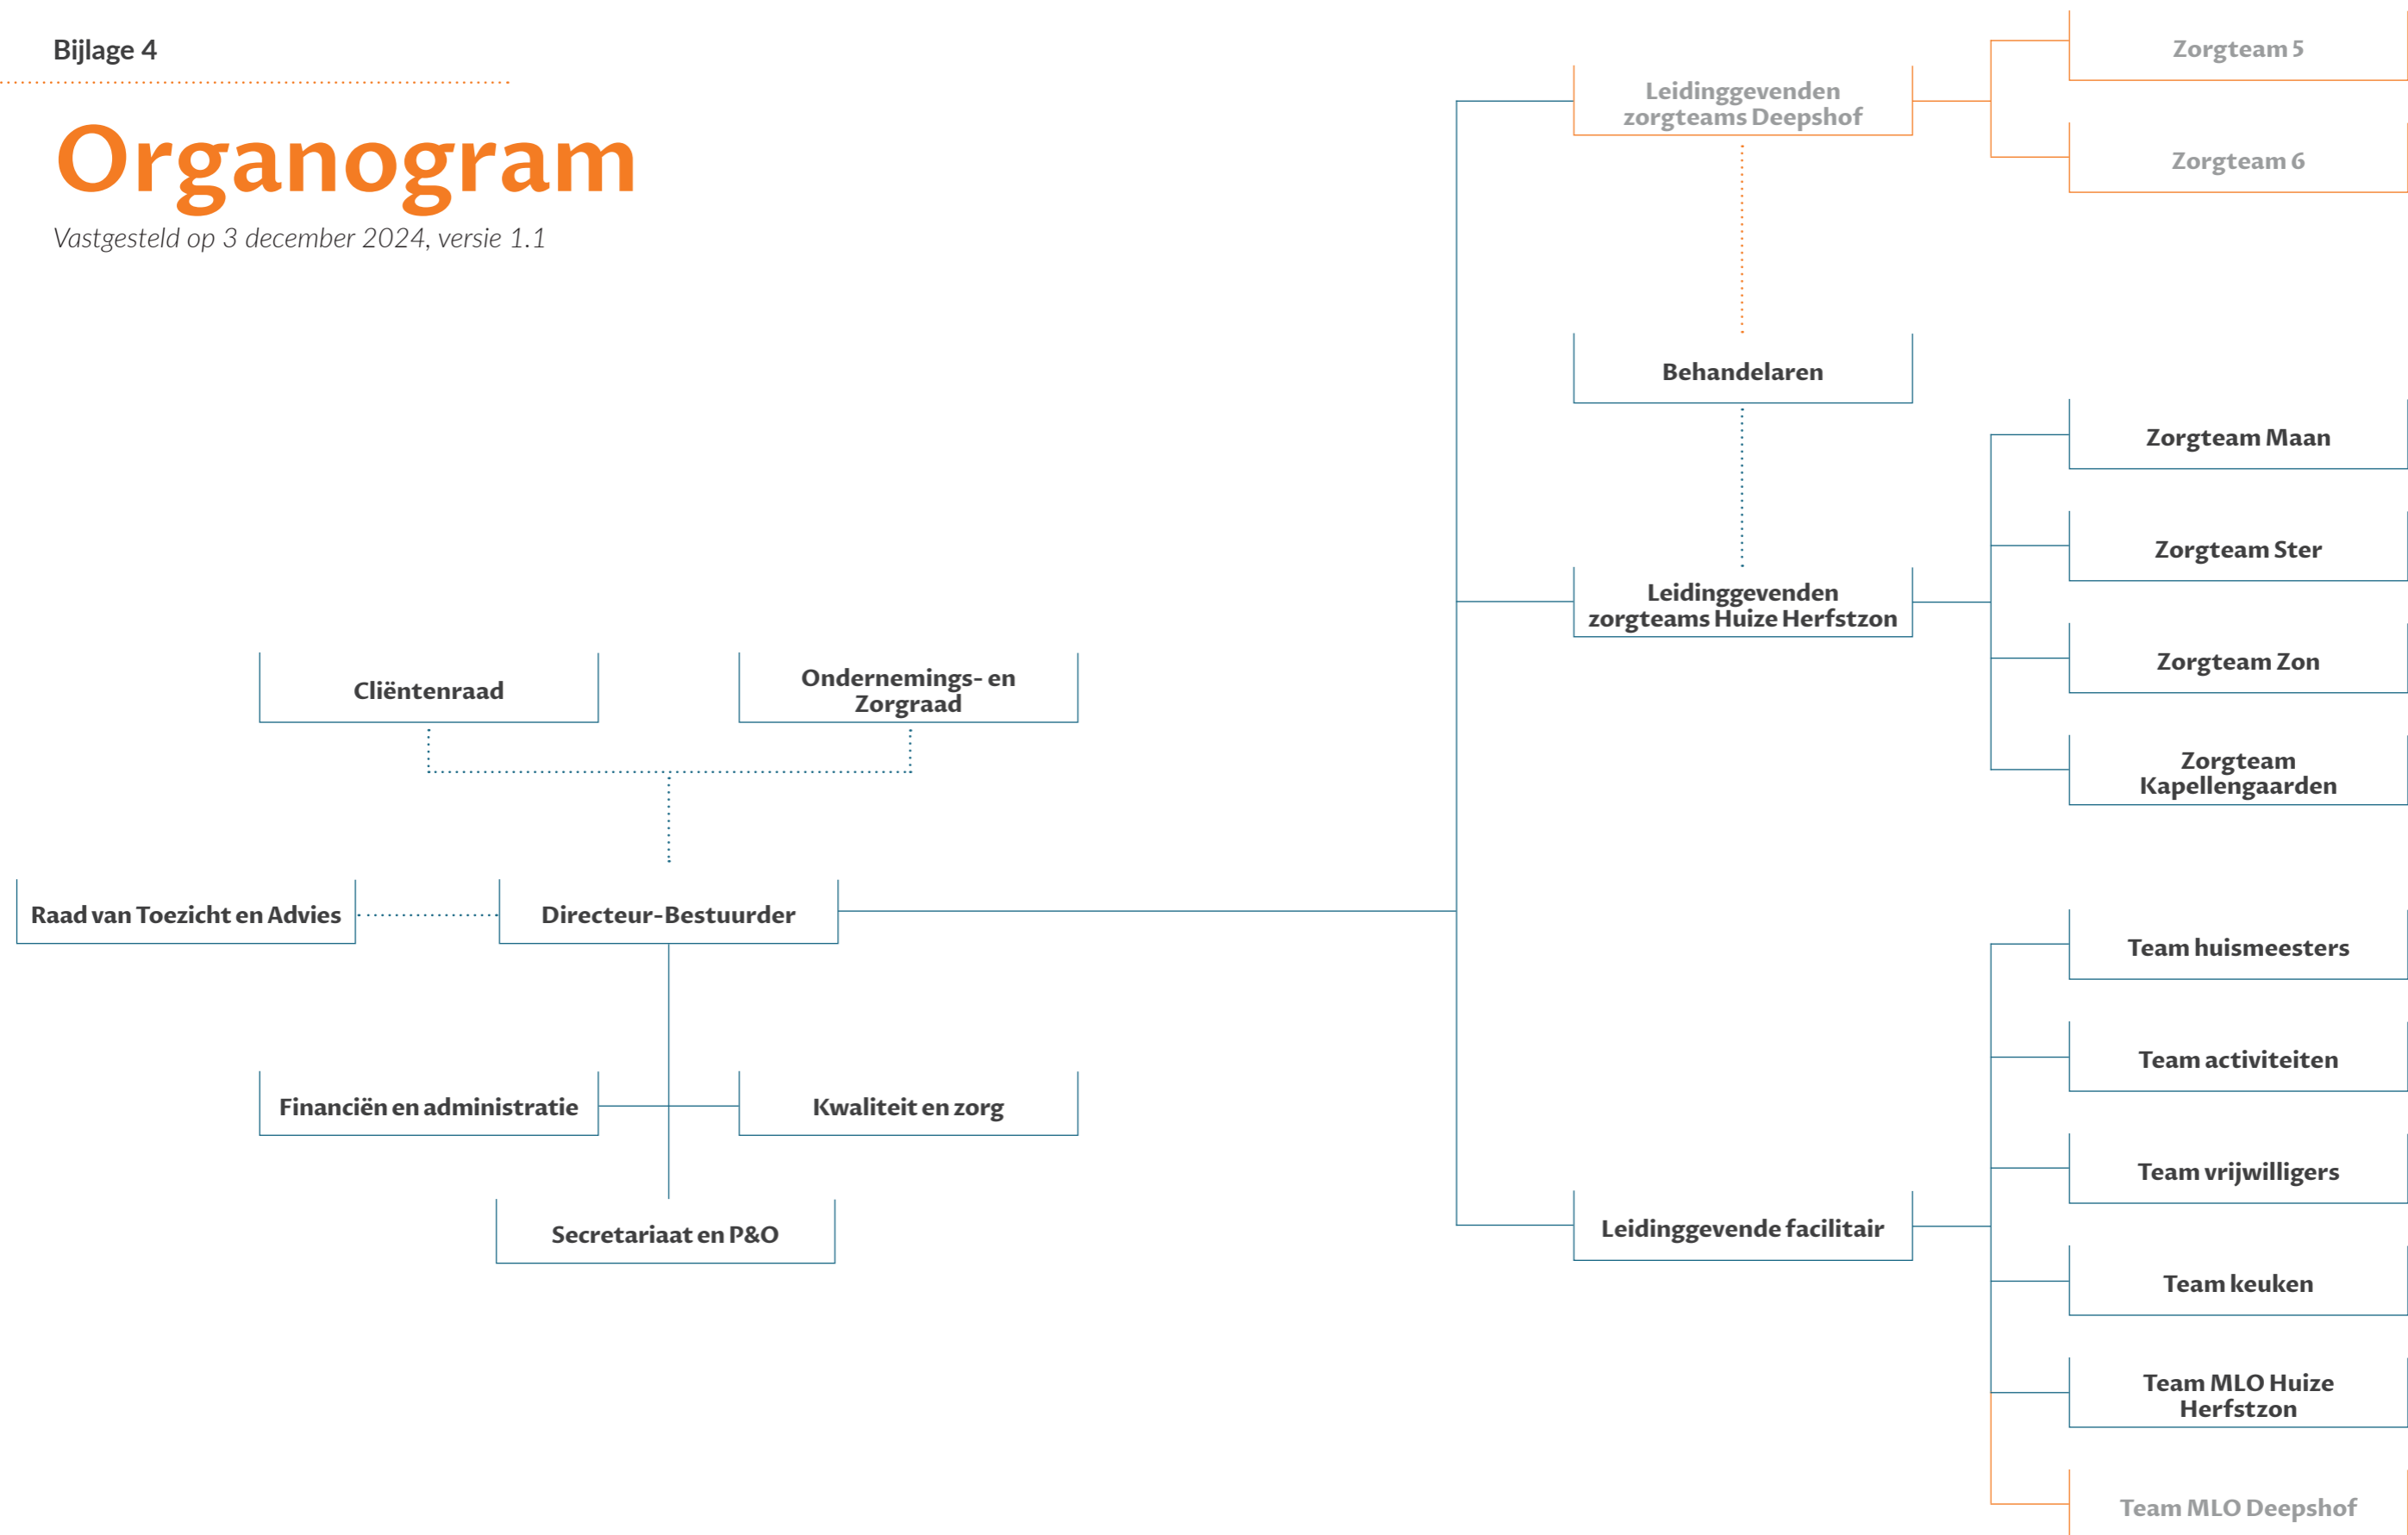 Bijlage 4
Organogram
Vastgesteld op 3 december 2024, versie 1.1
Cliëntenraad
Ondernemings- en
Zorgraad
Raad van Toezicht en Advies
Directeur-Bestuurder
Financiën en administratie
Kwaliteit en zorg
Secretariaat en P&O
Leidinggevenden
zorgteams Deepshof
Behandelaren
Leidinggevenden
zorgteams Huize Herfstzon
Leidinggevende facilitair
Zorgteam 5
Zorgteam 6
Zorgteam Maan
Zorgteam Ster
Zorgteam Zon
Zorgteam
Kapellengaarden
Team huismeesters
Team activiteiten
Team vrijwilligers
Team keuken
Team MLO Huize
Herfstzon
Team MLO Deepshof